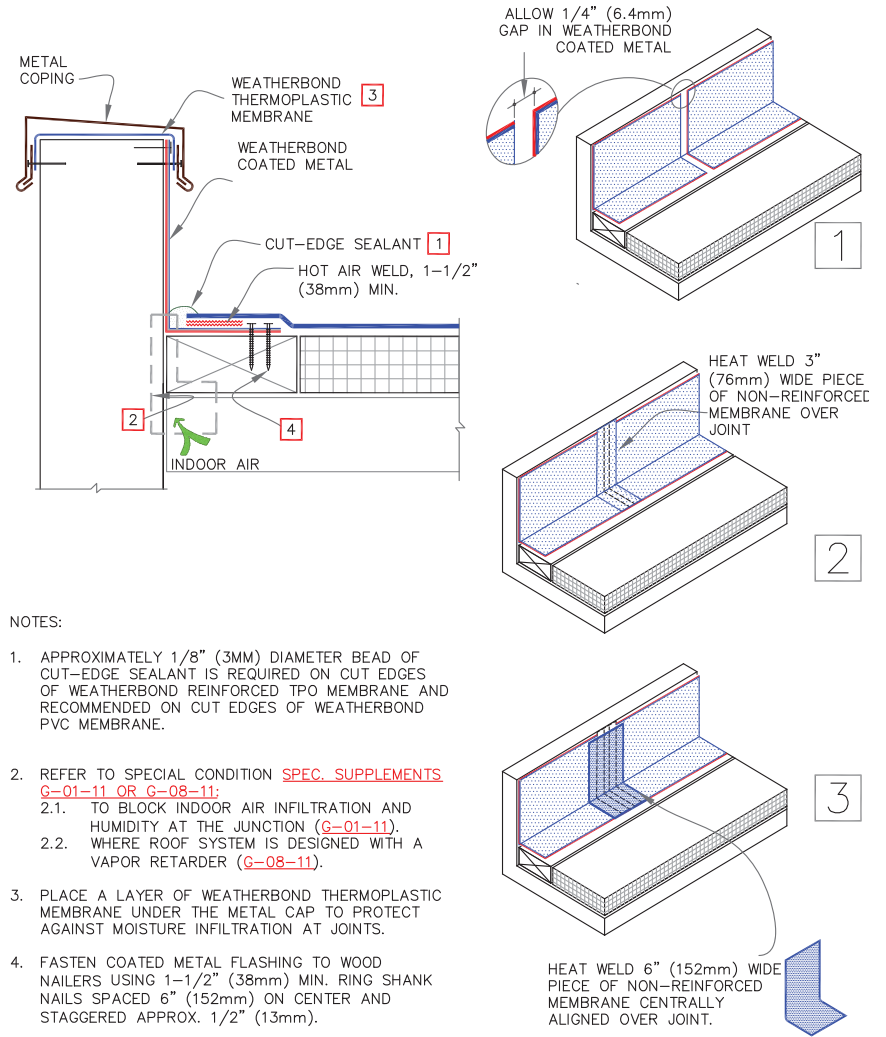 METAL
COPING
WEATHERBOND
THERMOPLASTIC
MEMBRANE
3
WEATHERBOND
COATED METAL
CUT-EDGE SEALANT 1
HOT AIR WELD, 1-1/2"
(38mm) MIN.
2
4
INDOOR AIR
ALLOW 1/4" (6.4mm)
GAP IN WEATHERBOND
COATED METAL
1
HEAT WELD 3"
(76mm) WIDE PIECE
OF NON-REINFORCED
MEMBRANE OVER
JOINT
2
3
HEAT WELD 6" (152mm) WIDE
PIECE OF NON-REINFORCED
MEMBRANE CENTRALLY
ALIGNED OVER JOINT.
NOTES:
1. APPROXIMATELY 1/8" (3MM) DIAMETER BEAD OF
CUT-EDGE SEALANT IS REQUIRED ON CUT EDGES
OF WEATHERBOND REINFORCED TPO MEMBRANE AND
RECOMMENDED ON CUT EDGES OF WEATHERBOND
PVC MEMBRANE.
2. REFER TO SPECIAL CONDITION SPEC. SUPPLEMENTS
G-01-11 OR G-08-11:
2.1. TO BLOCK INDOOR AIR INFILTRATION AND
HUMIDITY AT THE JUNCTION (G-01-11).
2.2. WHERE ROOF SYSTEM IS DESIGNED WITH A
VAPOR RETARDER (G-08-11).
3. PLACE A LAYER OF WEATHERBOND THERMOPLASTIC
MEMBRANE UNDER THE METAL CAP TO PROTECT
AGAINST MOISTURE INFILTRATION AT JOINTS.
4. FASTEN COATED METAL FLASHING TO WOOD
NAILERS USING 1-1/2" (38mm) MIN. RING SHANK
NAILS SPACED 6" (152mm) ON CENTER AND
STAGGERED APPROX. 1/2" (13mm).